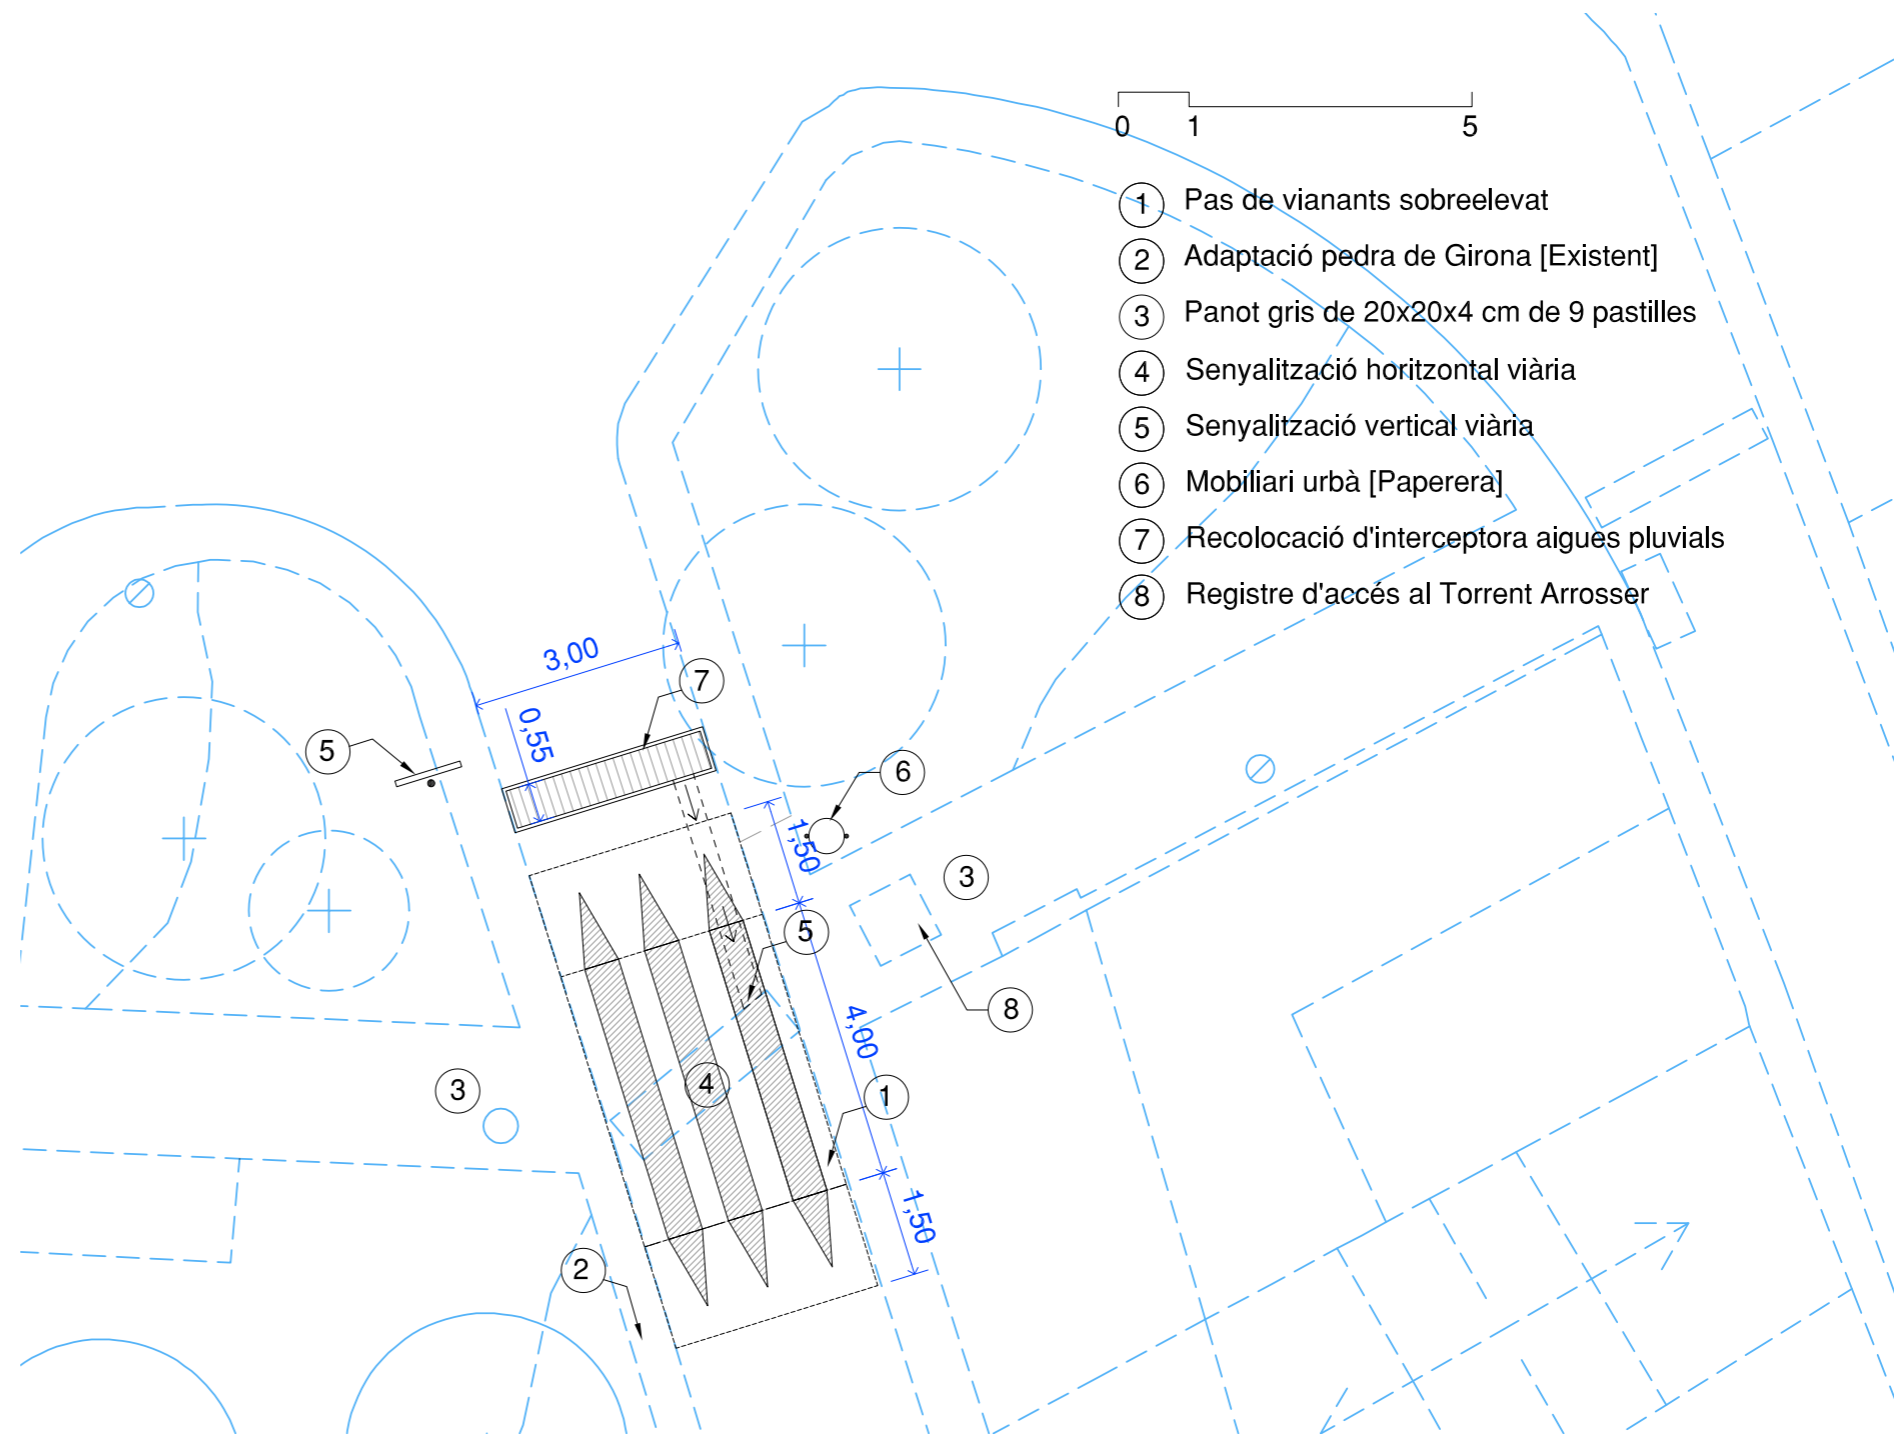 0 1 5
1 Pas de vianants sobreelevat
2 Adaptació pedra de Girona [Existent]
3 Panot gris de 20x20x4 cm de 9 pastilles
4 Senyalització horitzontal viària
5 Senyalització vertical viària
6 Mobiliari urbà [Paperera]
7 Recolocació d'interceptora aigues pluvials
8 Registre d'accés al Torrent Arrosser
3,00
7
0,55
5
6
1,50
3
5
8
4,00
4
3
1
1,50
2